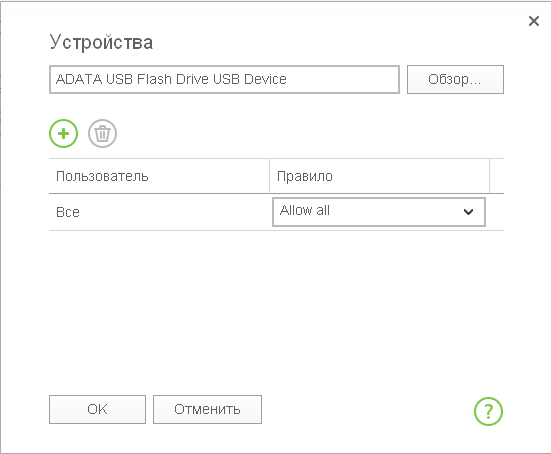 Устройства
ADATA USB Flash Drive USB Device
Обзор...
Пользователь Правило
Все Allow all
OK Отменить
?